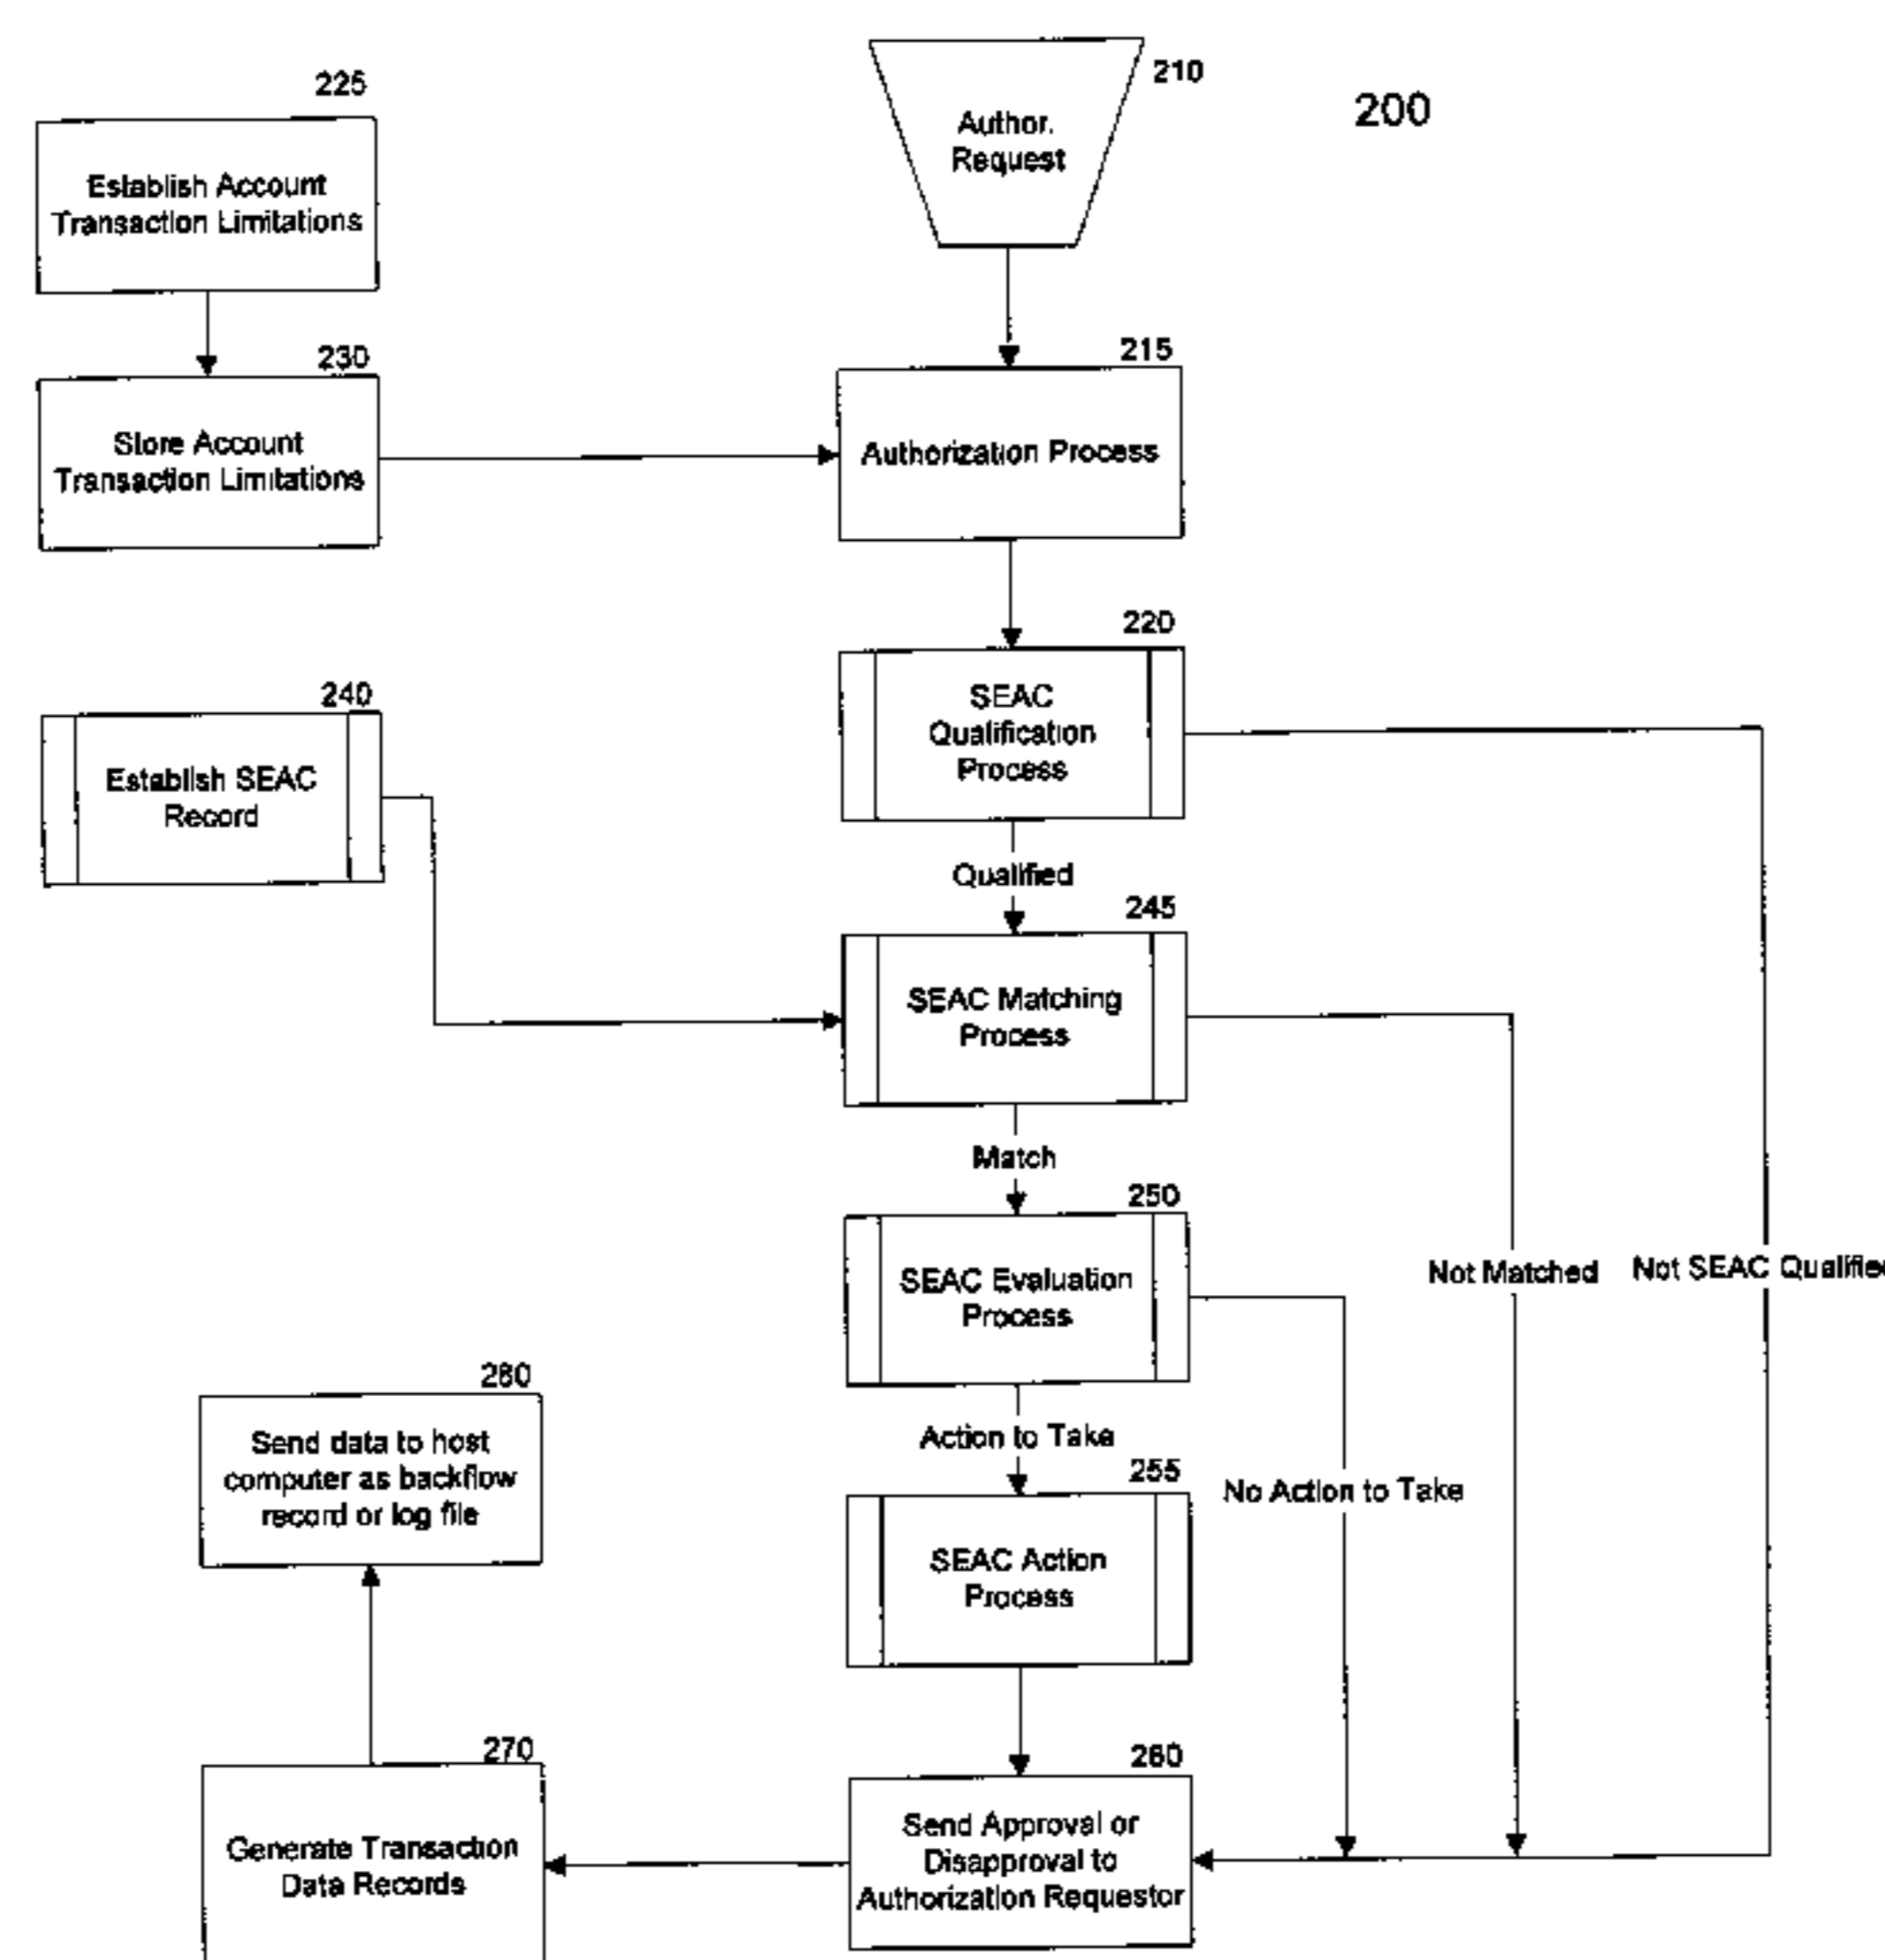 225
Establish Account
Transaction Limitations
210
Author.
Request
200
230
Store Account
Transaction Limitations
215
Authorization Process
220
SEAC
Qualification
Process
240
Establish SEAC
Record
Qualified
245
SEAC Matching
Process
Match
250
SEAC Evaluation
Process
Not Matched
Not SEAC Qualified
280
Send data to host
computer as backflow
record or log file
Action to Take
255
No Action to Take
SEAC Action
Process
270
Generate Transaction
Data Records
260
Send Approval or
Disapproval to
Authorization Requestor